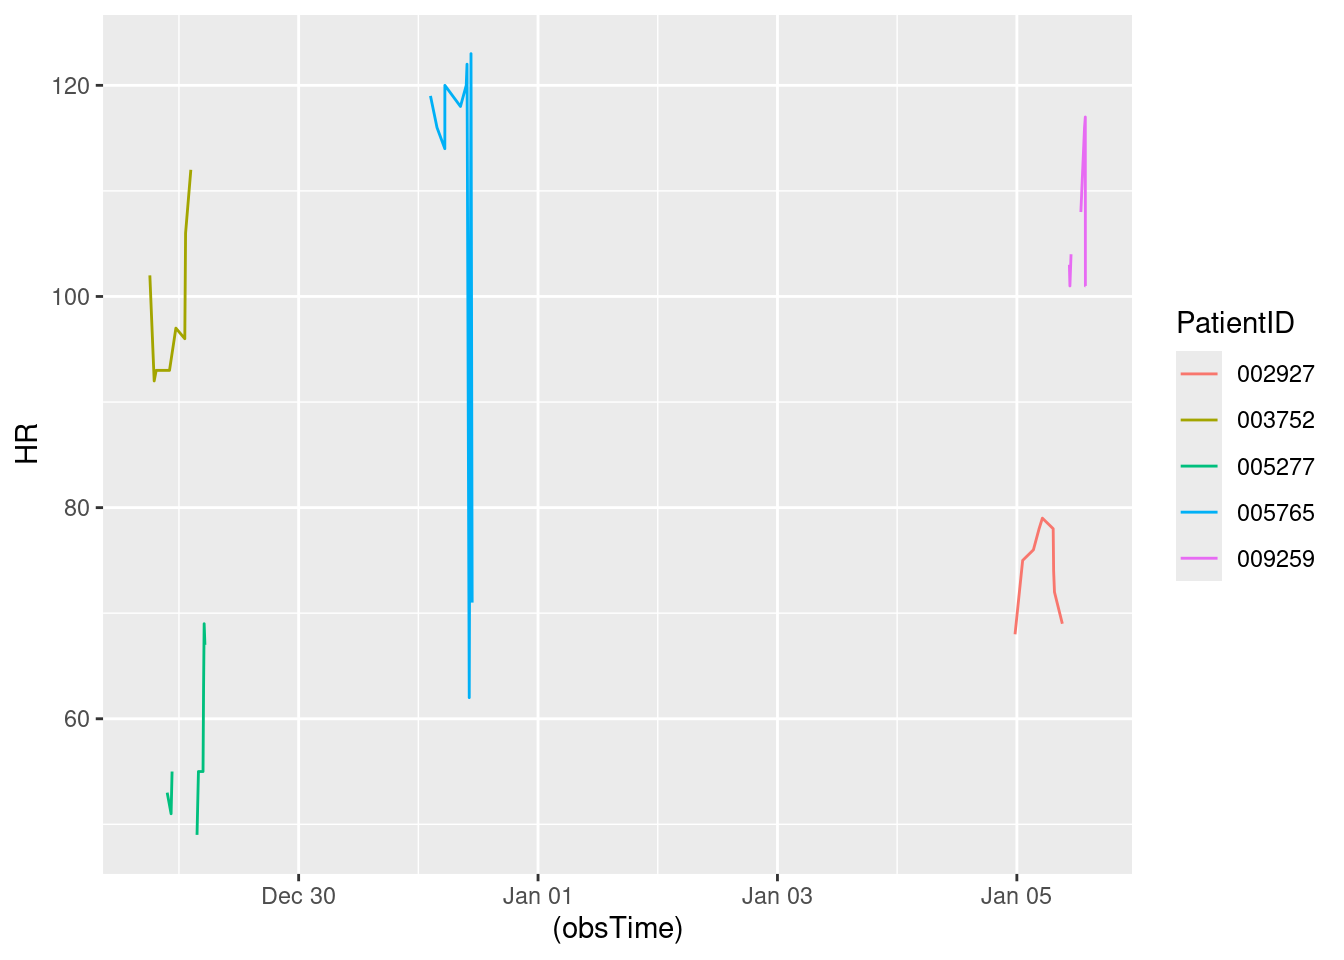 120
100
80
60
HR
Dec 30
Jan 01
Jan 03
Jan 05
(obsTime)
PatientID
002927
003752
005277
005765
009259